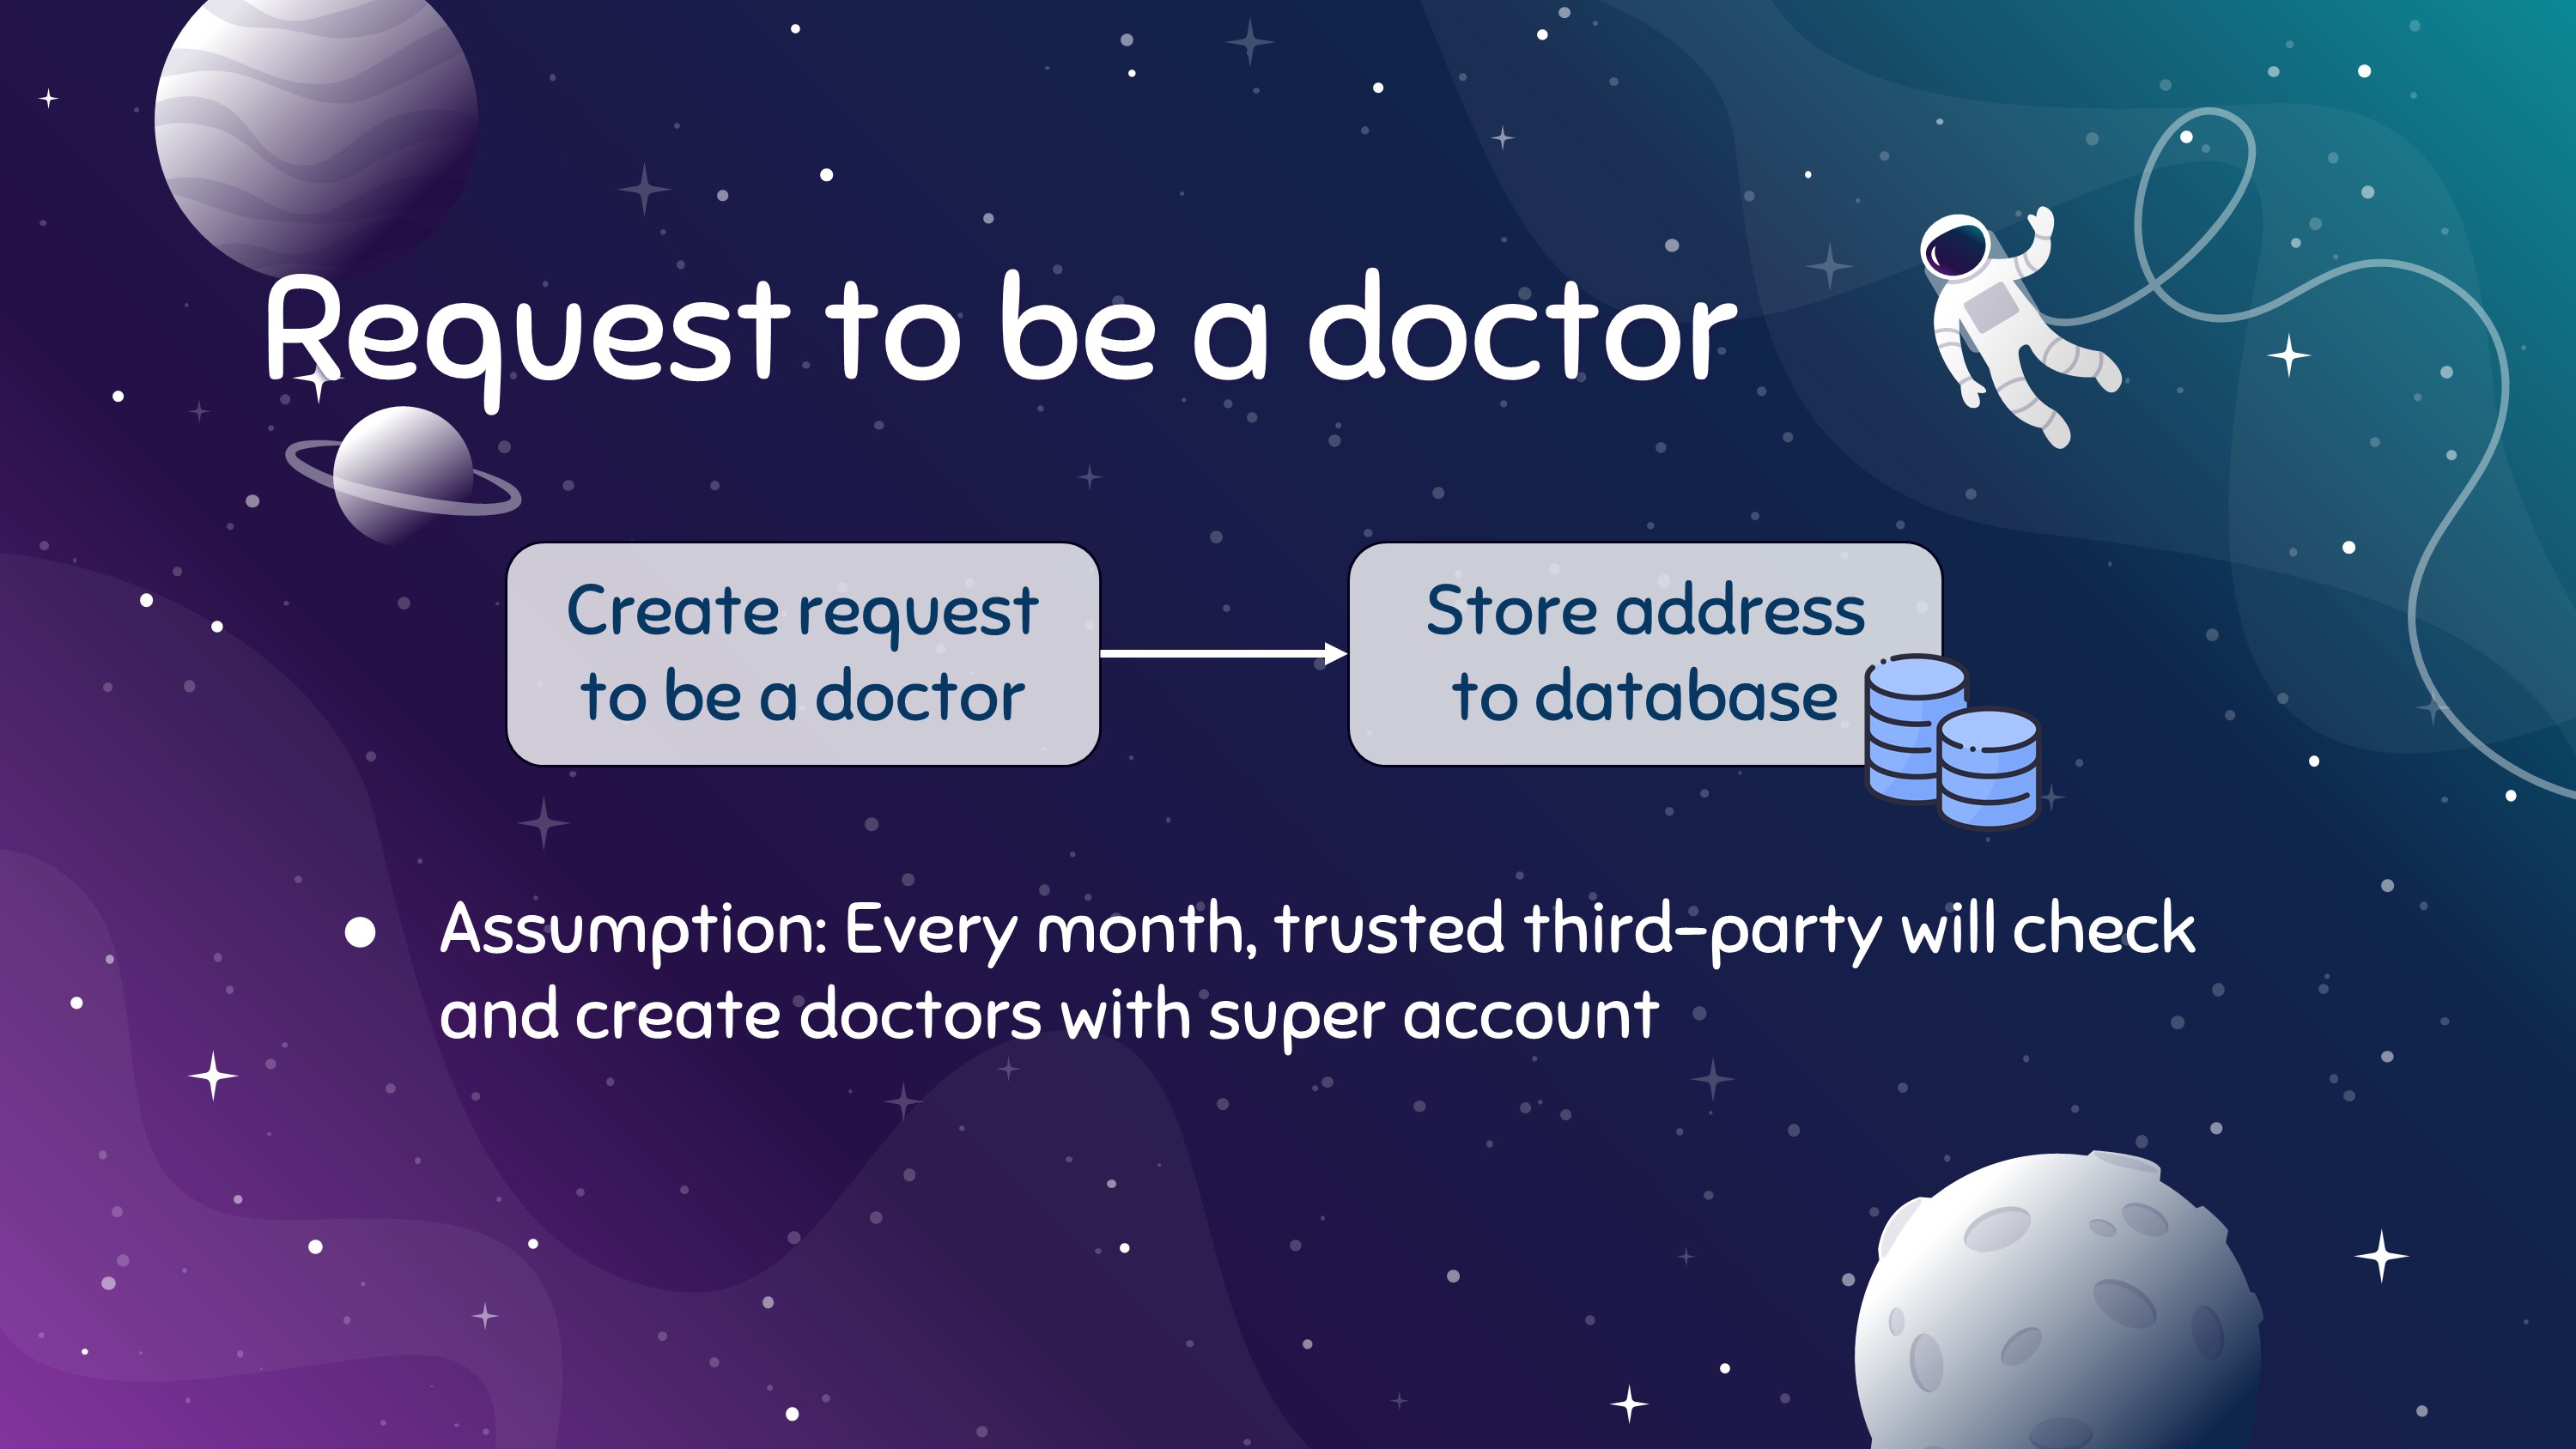 Request to be a doctor
Create request
to be a doctor
Store address
to database
● Assumption: Every month, trusted third-party will check
and create doctors with super account